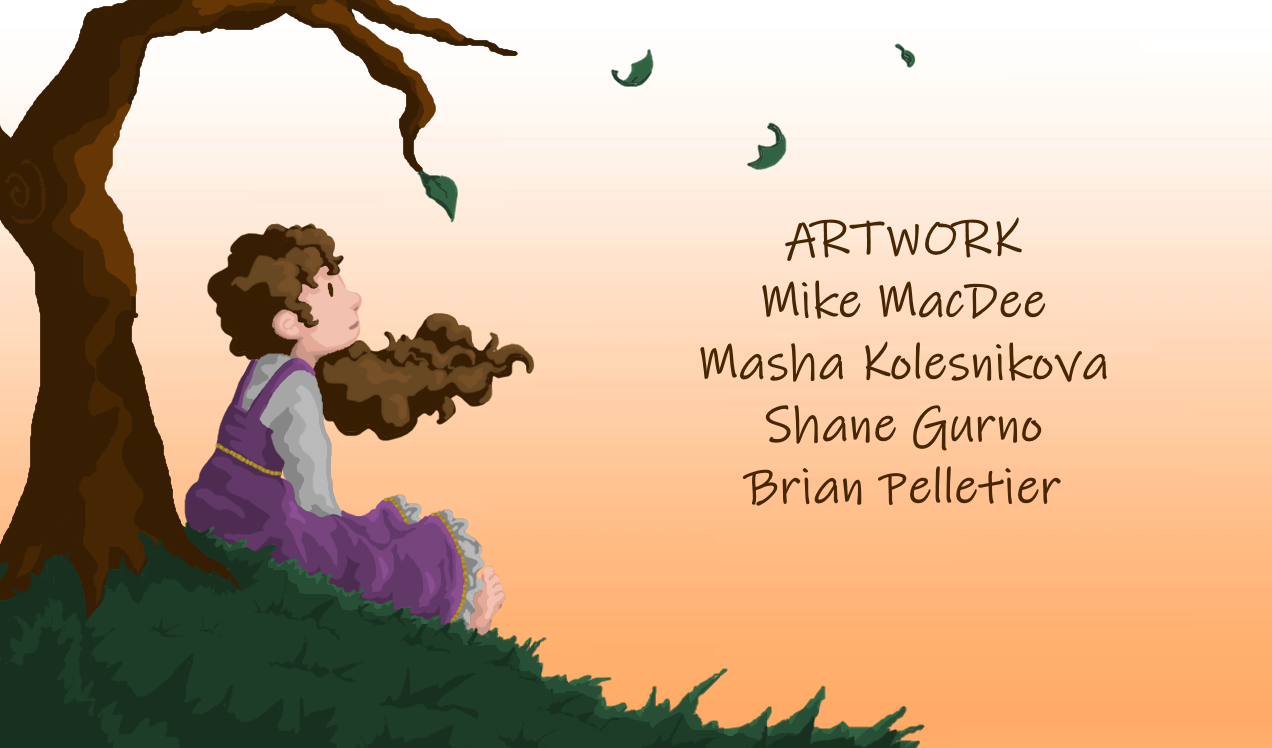 ARTWORK
Mike MacDee
Masha Kolesnikova
Shane Gurno
Brian Pelletier